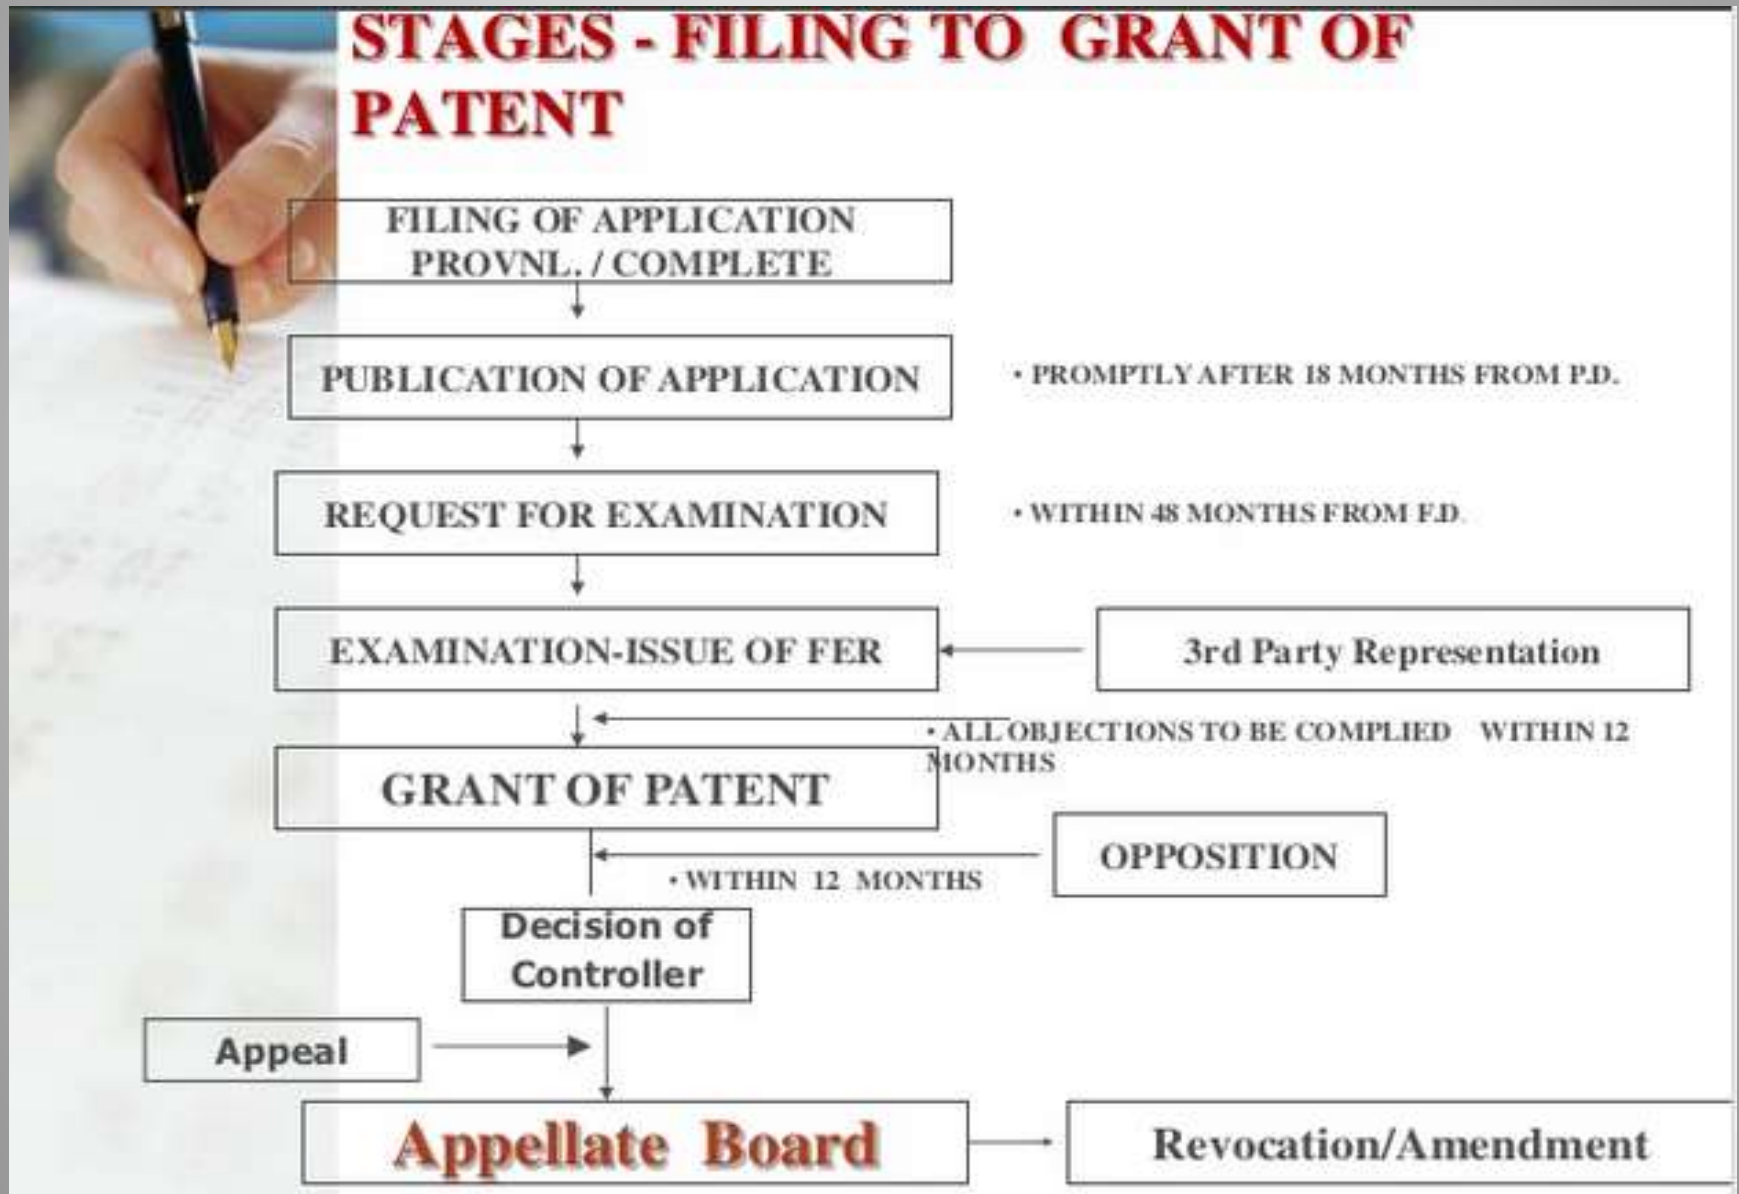 STAGES - FILING TO GRANT OF
PATENT
FILING OF APPLICATION
PROVNL. / COMPLETE
PUBLICATION OF APPLICATION
• PROMPTLY AFTER 18 MONTHS FROM P.D.
REQUEST FOR EXAMINATION
• WITHIN 48 MONTHS FROM F.D.
EXAMINATION-ISSUE OF FER
3rd Party Representation
• ALL OBJECTIONS TO BE COMPLIED WITHIN 12
MONTHS
GRANT OF PATENT
OPPOSITION
• WITHIN 12 MONTHS
Decision of
Controller
Appeal
Appellate Board
Revocation/Amendment